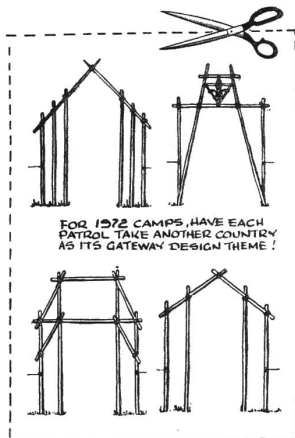 FOR 1972 CAMPS, HAVE EACH
PATROL TAKE ANOTHER COUNTRY
AS ITS GATEWAY DESIGN THEME!